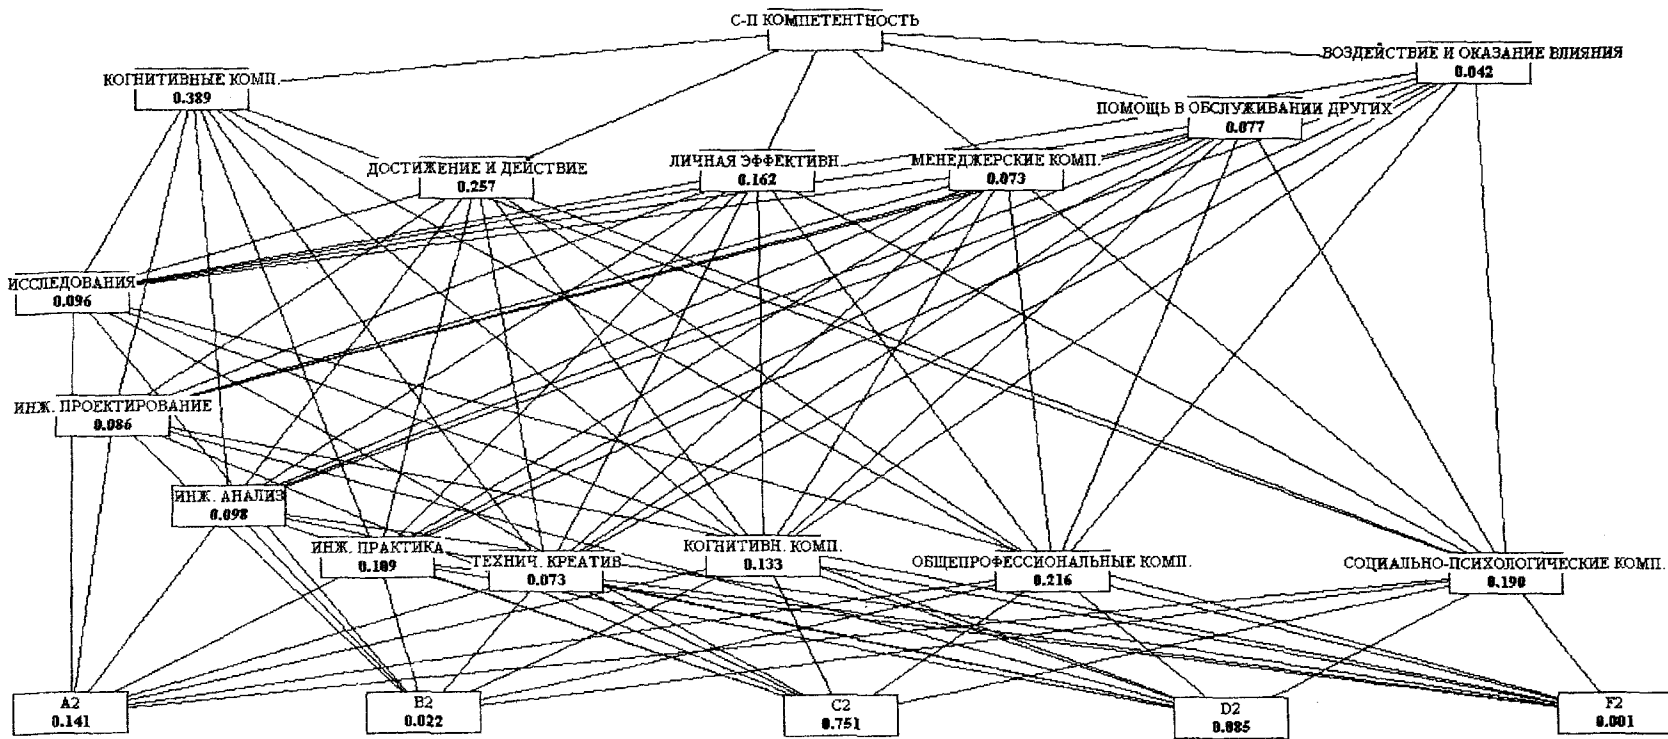 С-П КОМПЕТЕНТНОСТЬ
ВОЗДЕЙСТВИЕ И ОКАЗАНИЕ ВЛИЯНИЯ
0.042
КОГНИТИВНЫЕ КОМП.
0.389
ПОМОЩЬ В ОБСЛУЖИВАНИИ ДРУГИХ
0.077
ДОСТИЖЕНИЕ И ДЕЙСТВИЕ
0.257
ЛИЧНАЯ ЭФФЕКТИВН.
0.162
МЕНЕДЖЕРСКИЕ КОМП.
0.073
ИССЛЕДОВАНИЯ
0.096
ИНЖ. ПРОЕКТИРОВАНИЕ
0.086
ИНЖ. АНАЛИЗ
0.098
ИНЖ. ПРАКТИКА
0.109
ТЕХНИЧ. КРЕАТИВ.
0.073
КОГНИТИВН. КОМП.
0.133
ОБЩЕПРОФЕССИОНАЛЬНЫЕ КОМП.
0.216
СОЦИАЛЬНО-ПСИХОЛОГИЧЕСКИЕ КОМП.
0.190
A2
0.141
B2
0.022
C2
0.751
D2
0.085
F2
0.001